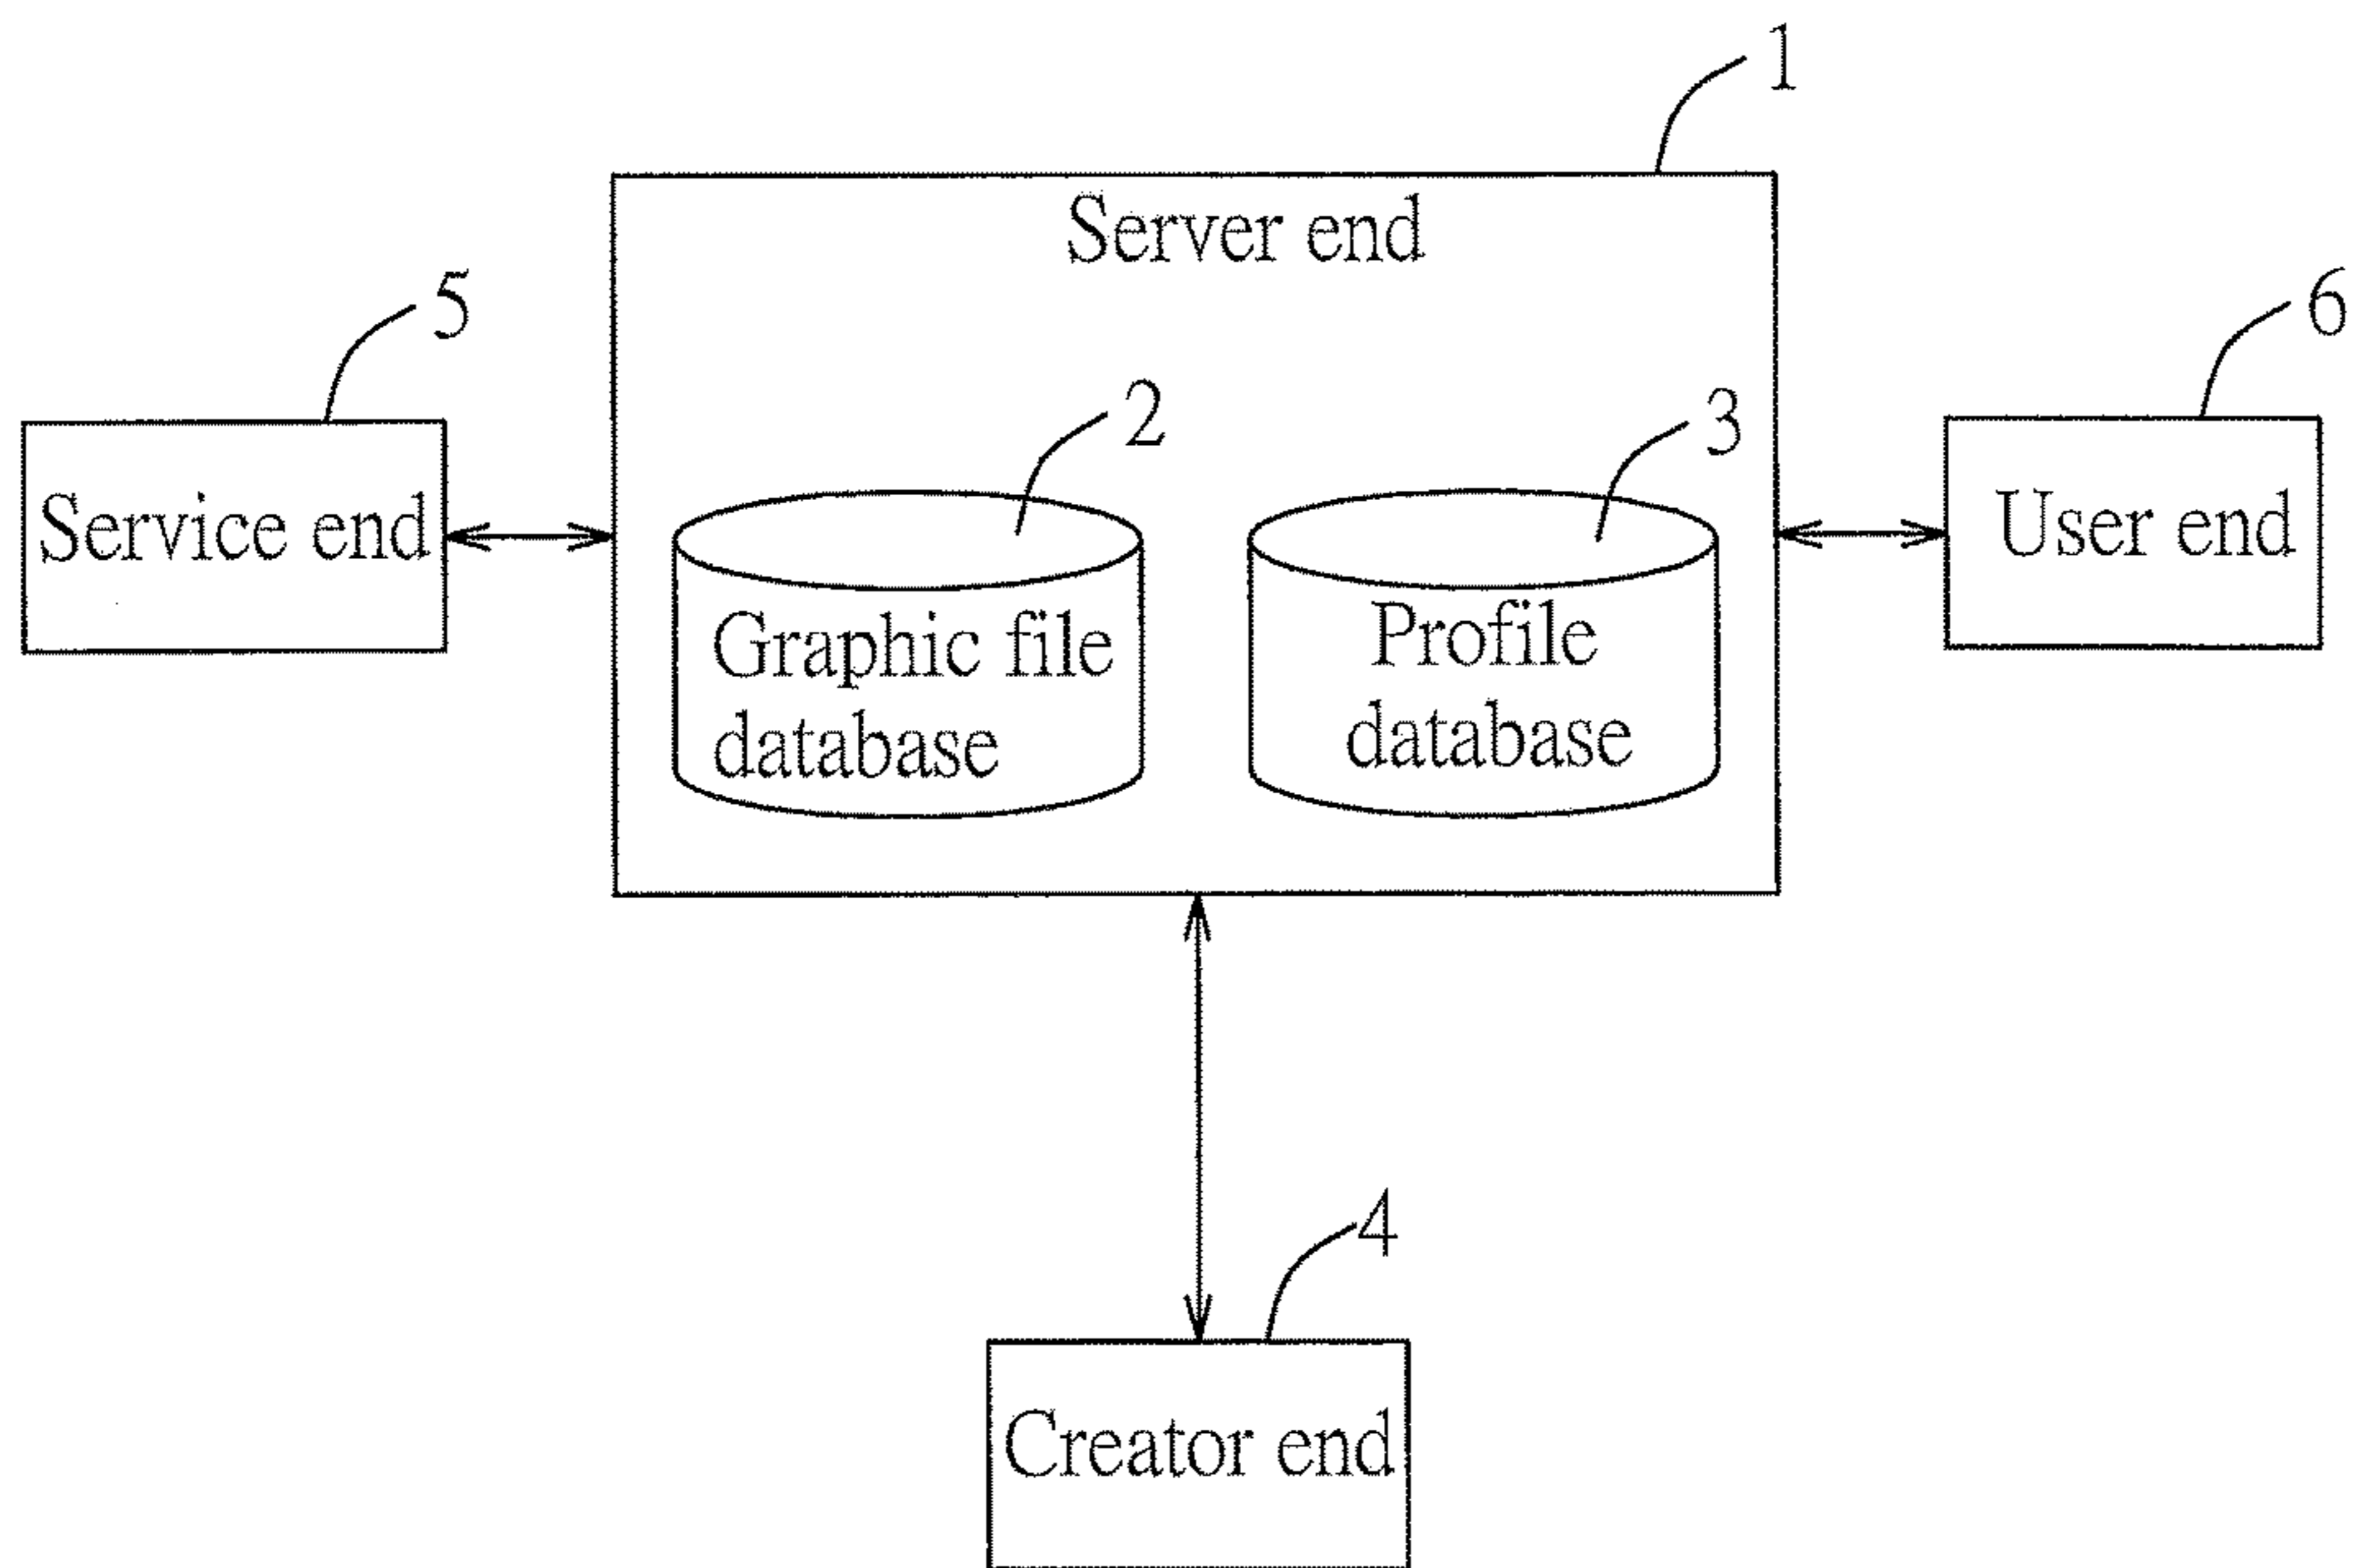 1
Server end
5
6
2
3
Service end
User end
Graphic file
database
Profile
database
4
Creator end